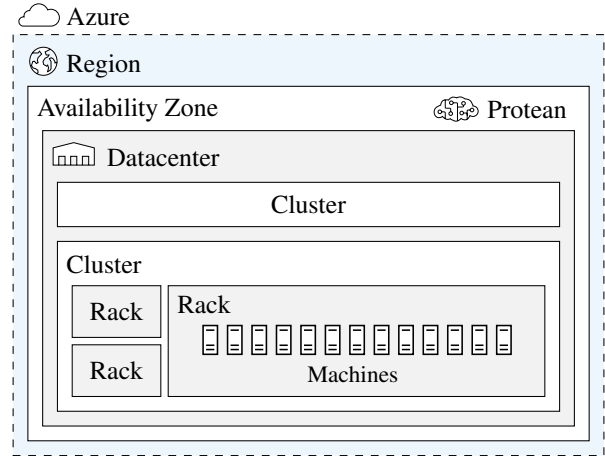 Azure
Region
Availability Zone Protean
Datacenter
Cluster
Cluster
Rack Rack
Rack Machines